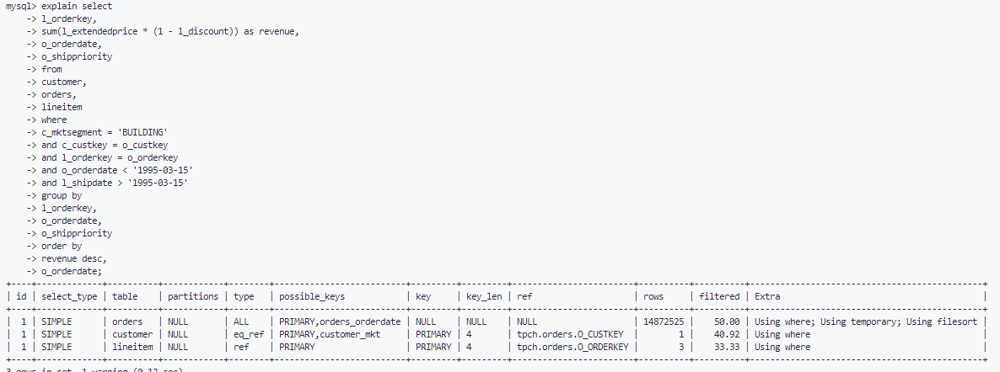 mysql> explain select
    -> l_orderkey,
    -> sum(l_extendedprice * (1 - l_discount)) as revenue,
    -> o_orderdate,
    -> o_shippriority
    -> from
    -> customer,
    -> orders,
    -> lineitem
    -> where
    -> c_mktsegment = 'BUILDING'
    -> and c_custkey = o_custkey
    -> and l_orderkey = o_orderkey
    -> and o_orderdate < '1995-03-15'
    -> and l_shipdate > '1995-03-15'
    -> group by
    -> l_orderkey,
    -> o_orderdate,
    -> o_shippriority
    -> order by
    -> revenue desc,
    -> o_orderdate;
+----+-------------+----------+------------+--------+--------------------------+---------+---------+-----------------------+----------+----------+----------------------------------------------+
| id | select_type | table    | partitions | type   | possible_keys            | key     | key_len | ref                   | rows     | filtered | Extra                                        |
+----+-------------+----------+------------+--------+--------------------------+---------+---------+-----------------------+----------+----------+----------------------------------------------+
|  1 | SIMPLE      | orders   | NULL       | ALL    | PRIMARY,orders_orderdate | NULL    | NULL    | NULL                  | 14872525 |    50.00 | Using where; Using temporary; Using filesort |
|  1 | SIMPLE      | customer | NULL       | eq_ref | PRIMARY,customer_mkt     | PRIMARY | 4       | tpch.orders.O_CUSTKEY |        1 |    40.92 | Using where                                  |
|  1 | SIMPLE      | lineitem | NULL       | ref    | PRIMARY                  | PRIMARY | 4       | tpch.orders.O_ORDERKEY |        3 |    33.33 | Using where                                  |
+----+-------------+----------+------------+--------+--------------------------+---------+---------+-----------------------+----------+----------+----------------------------------------------+
3 rows in set, 1 warning (0.12 sec)